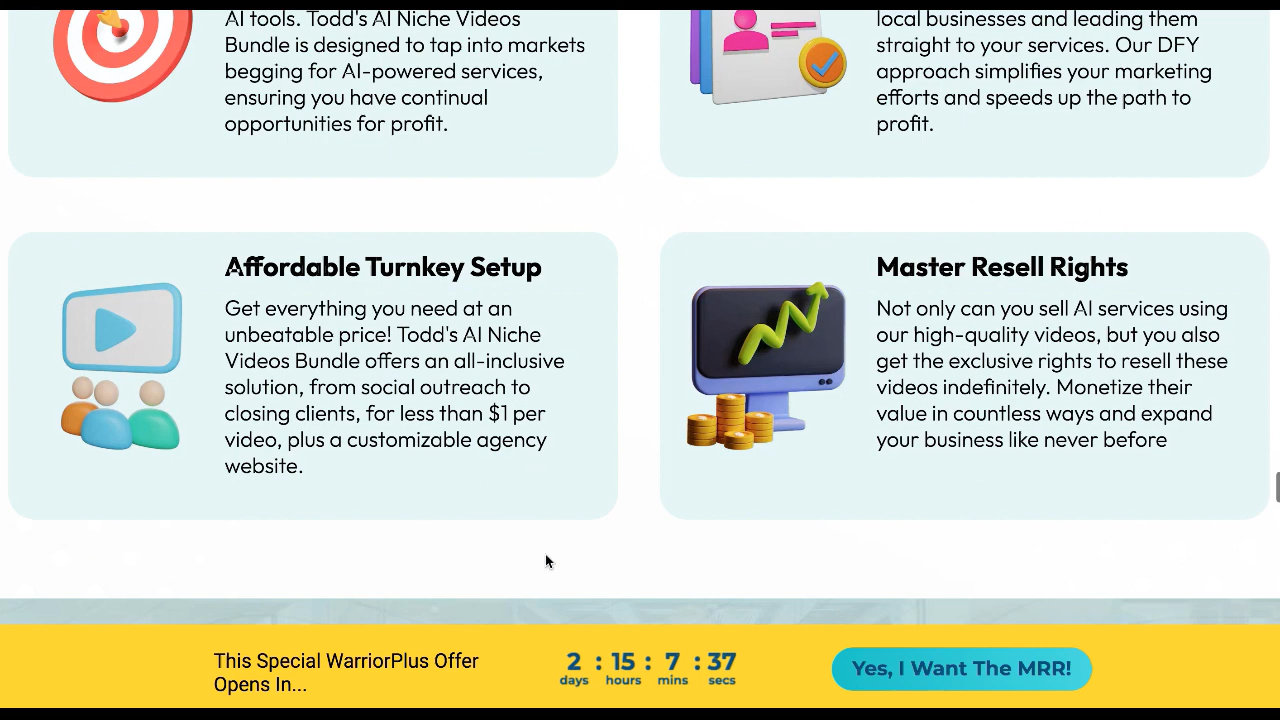 AI tools. Todd's AI Niche Videos
Bundle is designed to tap into markets
begging for AI-powered services,
ensuring you have continual
opportunities for profit.
local businesses and leading them
straight to your services. Our DFY
approach simplifies your marketing
efforts and speeds up the path to
profit.
Affordable Turnkey Setup
Get everything you need at an
unbeatable price! Todd's AI Niche
Videos Bundle offers an all-inclusive
solution, from social outreach to
closing clients, for less than $1 per
video, plus a customizable agency
website.
Master Resell Rights
Not only can you sell AI services using
our high-quality videos, but you also
get the exclusive rights to resell these
videos indefinitely. Monetize their
value in countless ways and expand
your business like never before
This Special WarriorPlus Offer
Opens In...
2 : 15 : 7 : 37
days hours mins secs
Yes, I Want The MRR!